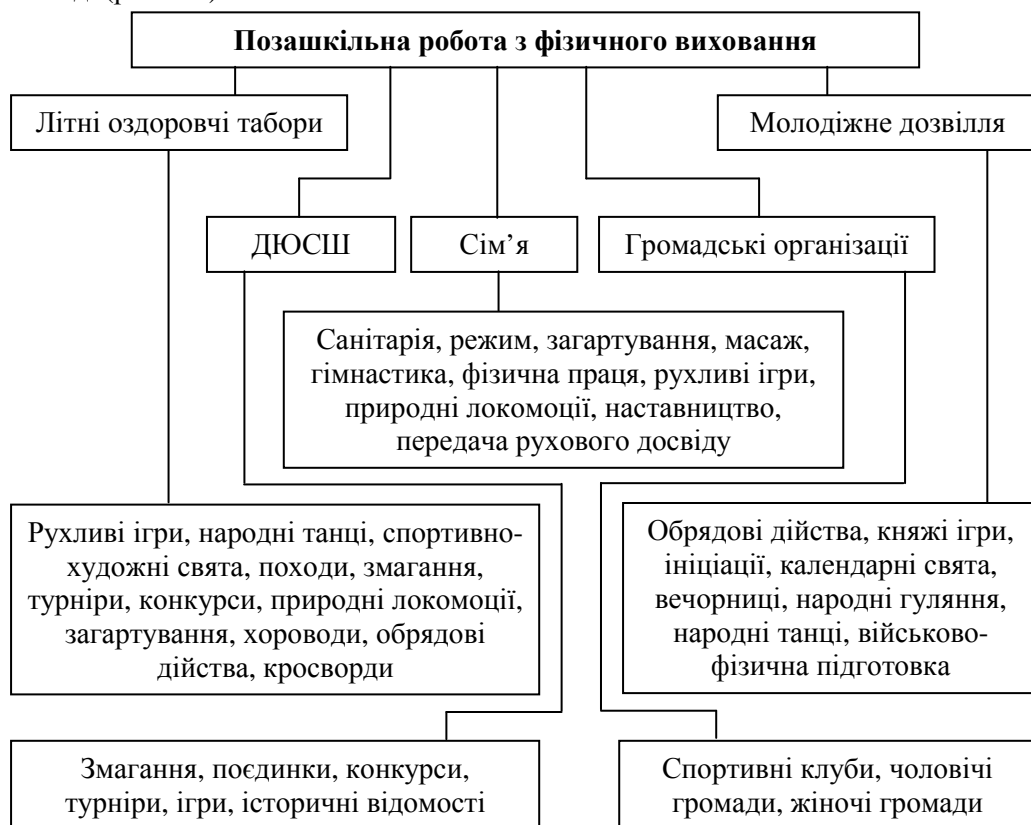 Позашкільна робота з фізичного виховання
Літні оздоровчі табори
Молодіжне дозвілля
ДЮСШ
Сім’я
Громадські організації
Санітарія, режим, загартування, масаж,
гімнастика, фізична праця, рухливі ігри,
природні локомоції, наставництво,
передача рухового досвіду
Рухливі ігри, народні танці, спортивно-
художні свята, походи, змагання,
турніри, конкурси, природні локомоції,
загартування, хороводи, обрядові
дійства, кросворди
Обрядові дійства, княжі ігри,
ініціації, календарні свята,
вечорниці, народні гуляння,
народні танці, військово-
фізична підготовка
Змагання, поєдинки, конкурси,
турніри, ігри, історичні відомості
Спортивні клуби, чоловічі
громади, жіночі громади